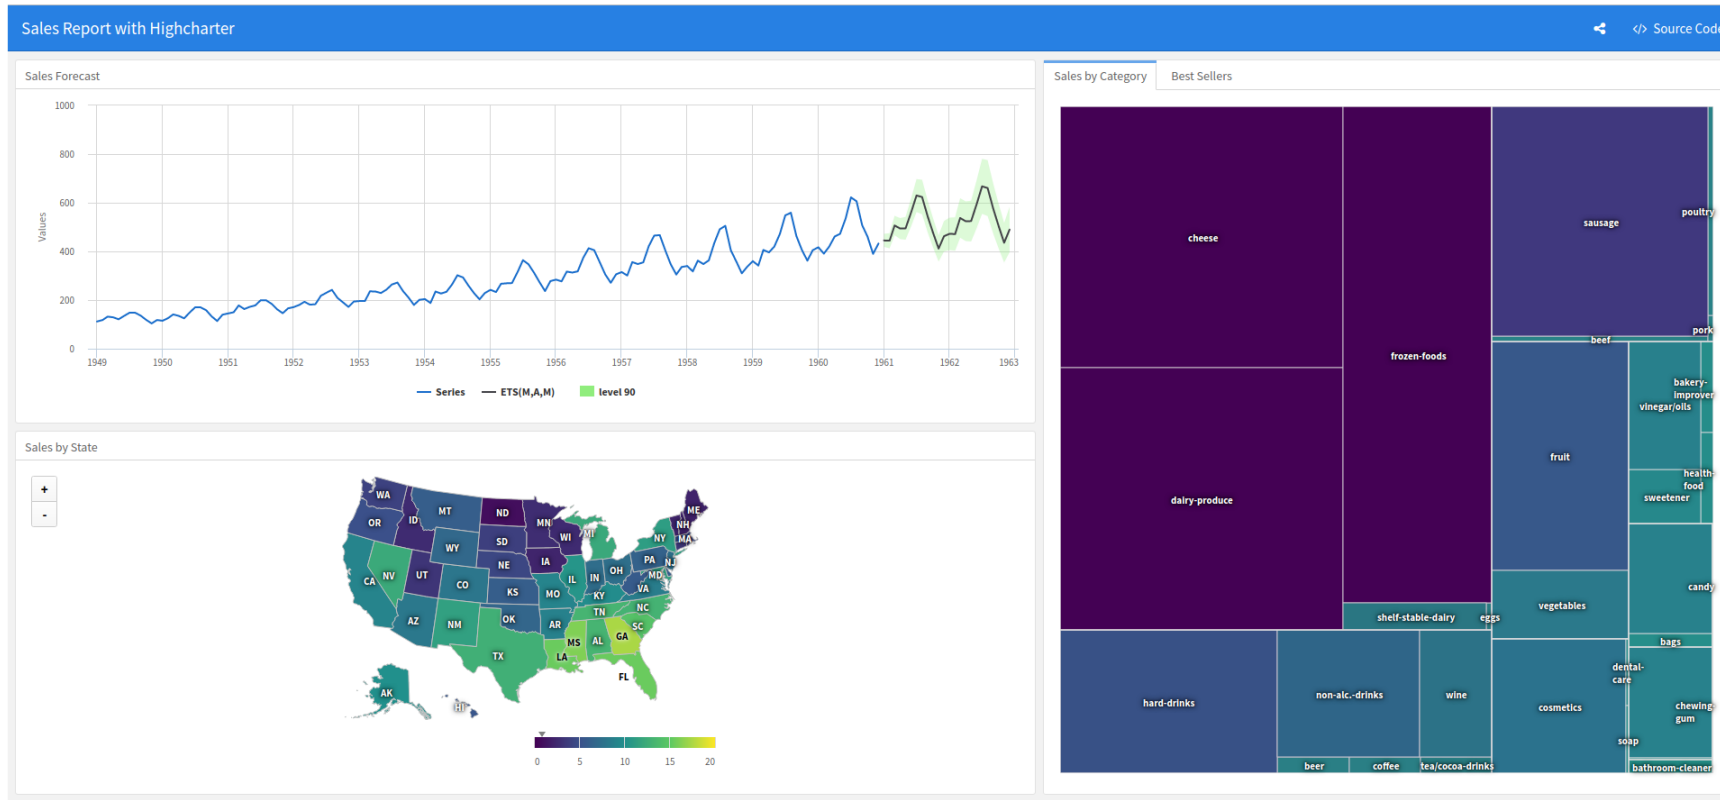 Sales Report with Highcharter
</> Source Code
Sales Forecast
1000
800
600
400
200
0
Values
1949 1950 1951 1952 1953 1954 1955 1956 1957 1958 1959 1960 1961 1962 1963
Series ETS(M,A,M) level 90
Sales by State
+
-
WA
OR
ID
MT
ND
MN
WI
MI
ME
NH
MA
NY
WY
SD
IA
NE
PA
NJ
CA
NV
UT
CO
KS
MO
IL
IN
OH
MD
VA
KY
AZ
NM
OK
AR
TN
NC
SC
TX
MS
LA
AL
GA
FL
AK
HI
0 5 10 15 20
Sales by Category Best Sellers
cheese
dairy-produce
frozen-foods
shelf-stable-dairy
eggs
sausage
poultry
pork
beef
fruit
vegetables
bakery-
improver
vinegar/oils
health-
food
sweetener
candy
bags
hard-drinks
non-alc.-drinks
wine
beer
coffee
tea/cocoa-drinks
cosmetics
dental-
care
soap
chewing
gum
bathroom-cleaner